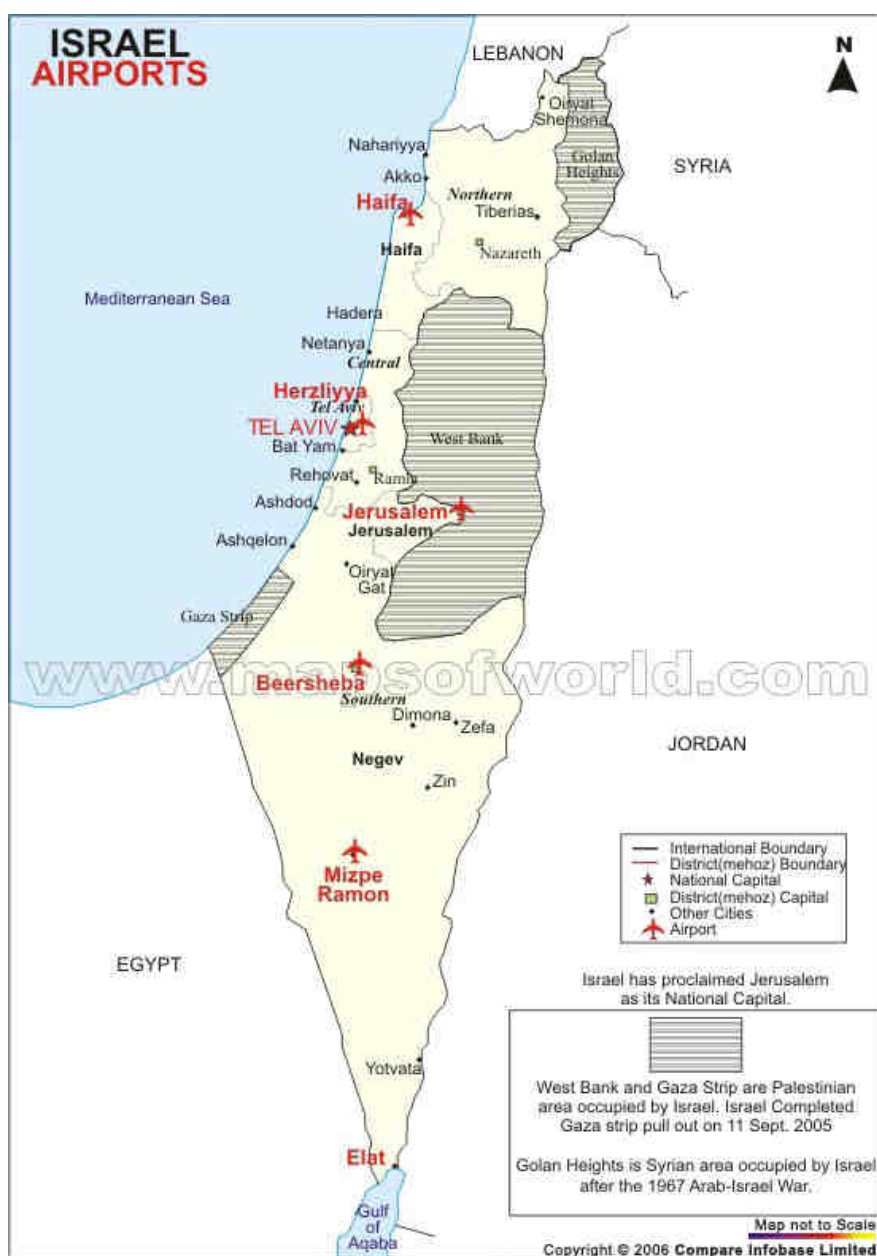 ISRAEL
AIRPORTS
LEBANON
N
Oiryat
Shemona
Nahariyya
Golan
Heights
SYRIA
Akko
Northern
Haifa
Tiberias
Haifa
Nazareth
Mediterranean Sea
Hadera
Netanya
Central
Herzliyya
Tel Aviv
TEL AVIV
West Bank
Bat Yam
Rehovat
Ramla
Ashdod
Jerusalem
Jerusalem
Ashqelon
Oiryat
Gat
Gaza Strip
www.mapsofworld.com
Beersheba
Southern
Dimona
Zefa
JORDAN
Negev
Zin
International Boundary
District(mehoz) Boundary
National Capital
District(mehoz) Capital
Other Cities
Airport
Mizpe
Ramon
EGYPT
Israel has proclaimed Jerusalem
as its National Capital.
West Bank and Gaza Strip are Palestinian
area occupied by Israel. Israel Completed
Gaza strip pull out on 11 Sept. 2005
Golan Heights is Syrian area occupied by Israel
after the 1967 Arab-Israel War.
Yotvata
Elat
Gulf
of
Aqaba
Map not to Scale
Copyright © 2006 Compare Infobase Limited